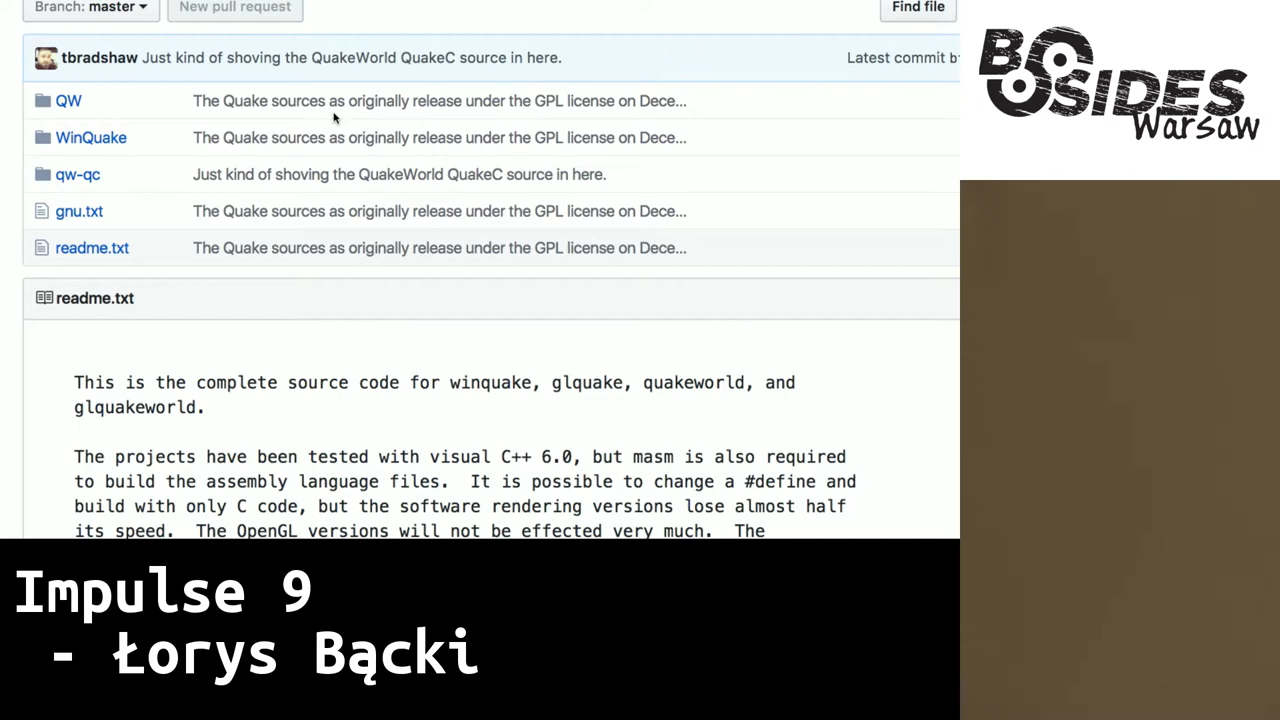 Branch: master
New pull request
Find file
tbradshaw Just kind of shoving the QuakeWorld QuakeC source in here.
Latest commit b
QW
The Quake sources as originally release under the GPL license on Dece...
WinQuake
The Quake sources as originally release under the GPL license on Dece...
qw-qc
Just kind of shoving the QuakeWorld QuakeC source in here.
gnu.txt
The Quake sources as originally release under the GPL license on Dece...
readme.txt
The Quake sources as originally release under the GPL license on Dece...
readme.txt
This is the complete source code for winquake, glquake, quakeworld, and
glquakeworld.
The projects have been tested with visual C++ 6.0, but masm is also required
to build the assembly language files. It is possible to change a #define and
build with only C code, but the software rendering versions lose almost half
its speed. The OpenGL versions will not be effected very much. The
BSIDES
Warsaw
Impulse 9
- Łorys Bącki